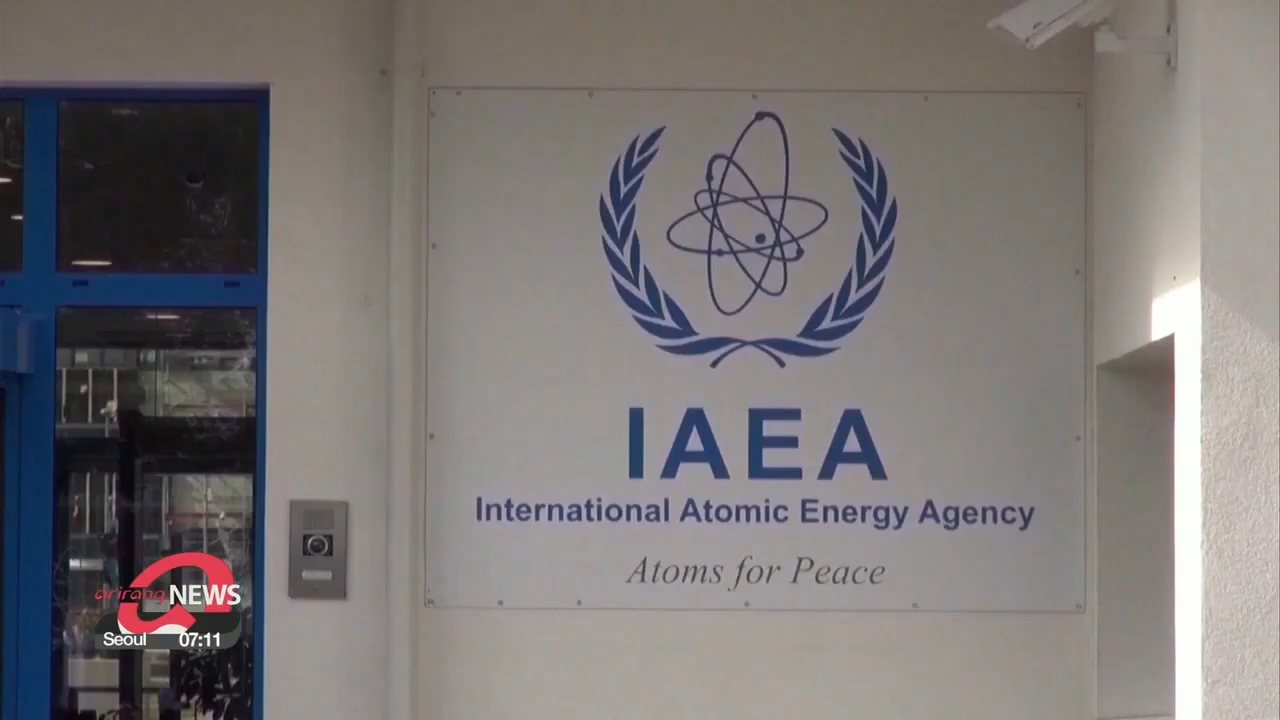 IAEA
International Atomic Energy Agency
Atoms for Peace
arirang NEWS
Seoul 07:11